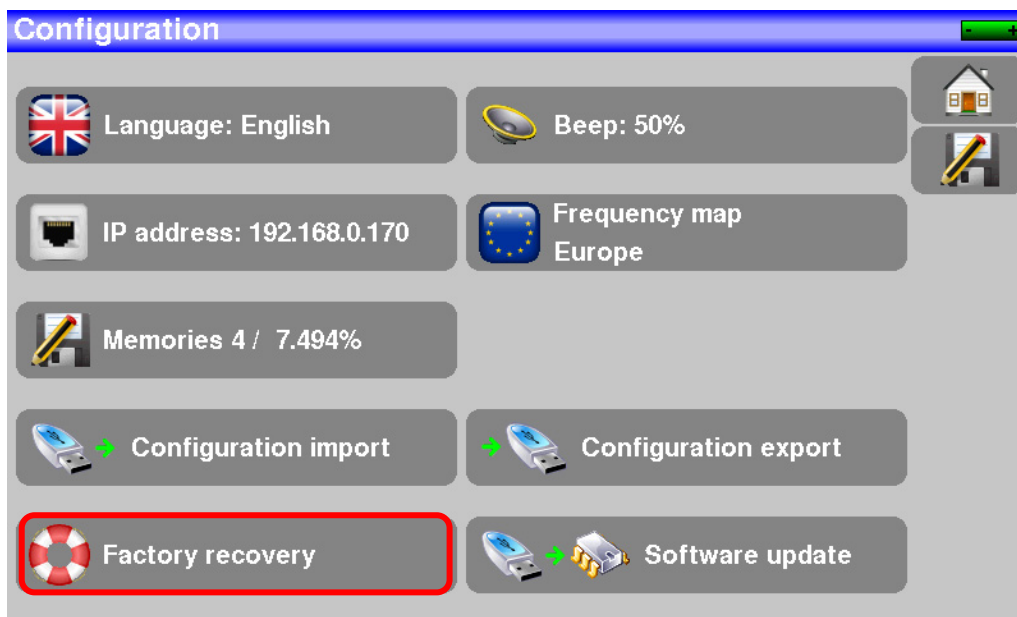 Configuration
- +
Language: English
Beep: 50%
IP address: 192.168.0.170
Frequency map
Europe
Memories 4 / 7.494%
Configuration import
Configuration export
Factory recovery
Software update